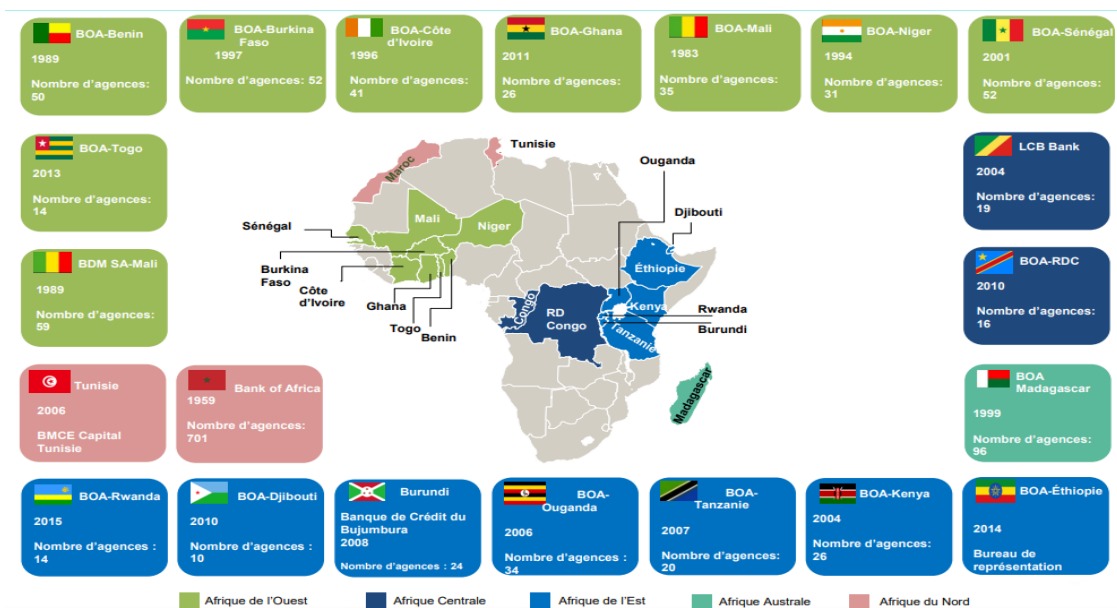 BOA-Benin
1989
Nombre d’agences:
50
BOA-Burkina
Faso
1997
Nombre d’agences: 52
BOA-Côte
d’Ivoire
1996
Nombre d’agences:
41
BOA-Ghana
2011
Nombre d’agences:
26
BOA-Mali
1983
Nombre d’agences:
35
BOA-Niger
1994
Nombre d’agences:
31
BOA-Sénégal
2001
Nombre d’agences:
52
BOA-Togo
2013
Nombre d’agences:
14
LCB Bank
2004
Nombre d’agences:
19
BDM SA-Mali
1989
Nombre d’agences:
59
BOA-RDC
2010
Nombre d’agences:
16
Tunisie
Maroc
Ouganda
Djibouti
Sénégal
Mali
Niger
Burkina
Faso
Côte
d’Ivoire
Ghana
Togo
Benin
Éthiopie
Congo
RD
Congo
Kenya
Rwanda
Burundi
Tanzanie
Madagascar
Tunisie
2006
BMCE Capital
Tunisie
Bank of Africa
1959
Nombre d’agences:
701
BOA
Madagascar
1999
Nombre d’agences:
96
BOA-Rwanda
2015
Nombre d’agences :
14
BOA-Djibouti
2010
Nombre d’agences :
10
Burundi
Banque de Crédit du
Bujumbura
2008
Nombre d’agences : 24
BOA-
Ouganda
2006
Nombre d’agences :
34
BOA-
Tanzanie
2007
Nombre d’agences:
20
BOA-Kenya
2004
Nombre d’agences:
26
BOA-Éthiopie
2014
Bureau de
représentation
Afrique de l’Ouest
Afrique Centrale
Afrique de l’Est
Afrique Australe
Afrique du Nord